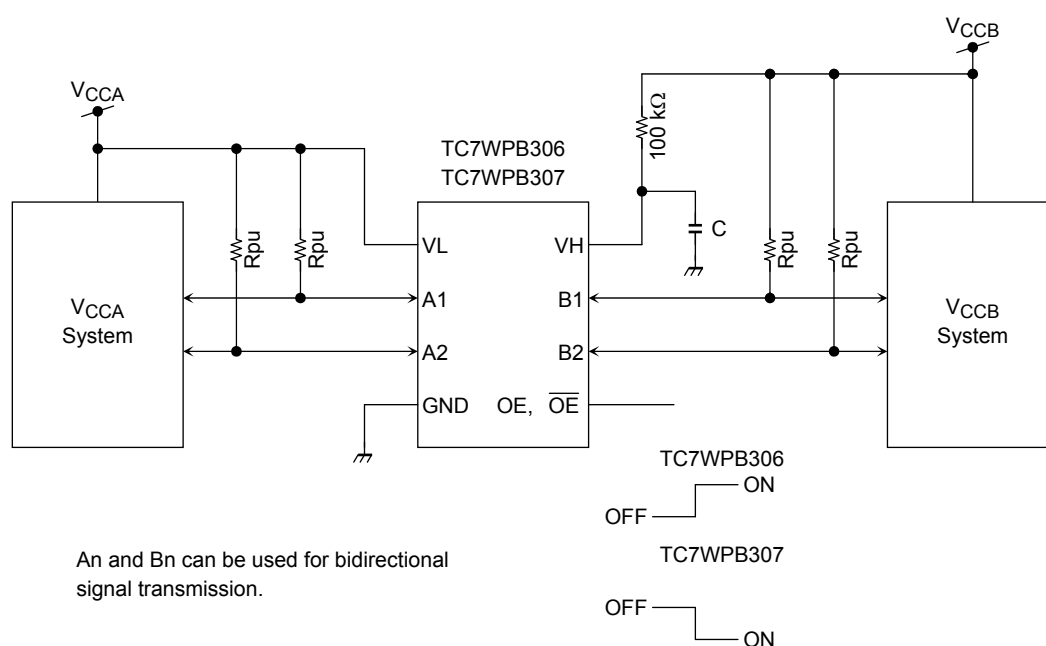 VCCB
VCCA
100 kΩ
TC7WPB306
TC7WPB307
Rpu
Rpu
VL
VH
C
Rpu
Rpu
VCCA
System
A1
B1
VCCB
System
A2
B2
GND
OE, OE
TC7WPB306
ON
OFF
TC7WPB307
An and Bn can be used for bidirectional
signal transmission.
OFF
ON